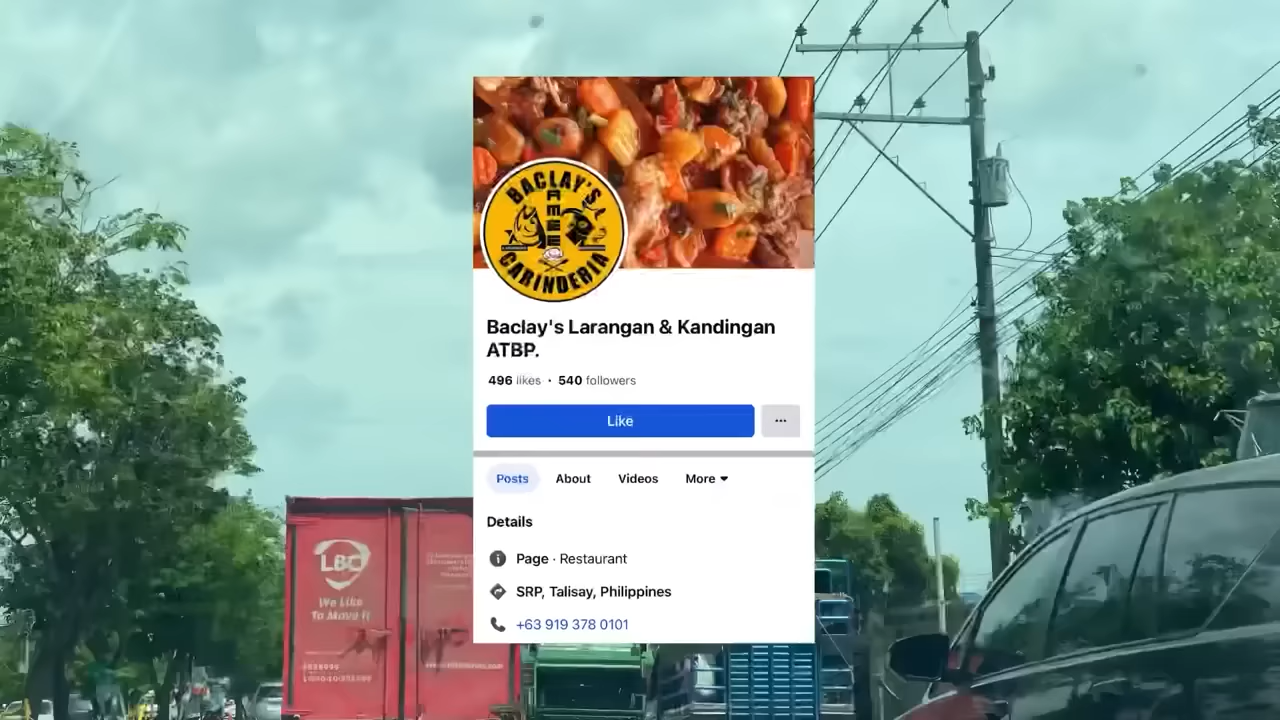 BACLAY'S
AMEE
CARINDERIA
Baclay's Larangan & Kandingan
ATBP.
496 likes · 540 followers
Like
Posts About Videos More
Details
Page · Restaurant
SRP, Talisay, Philippines
+63 919 378 0101
LBC
We Like
To Move It